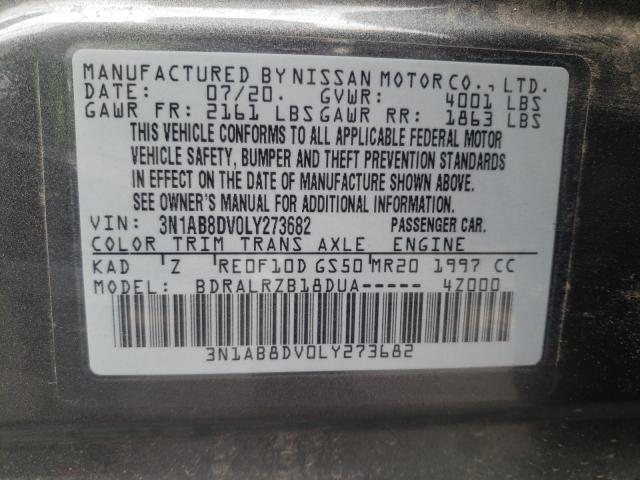 MANUFACTURED BY NISSAN MOTOR CO., LTD.
DATE: 07/20. GVWR: 4001 LBS
GAWR FR: 2161 LBS GAWR RR: 1863 LBS
THIS VEHICLE CONFORMS TO ALL APPLICABLE FEDERAL MOTOR
VEHICLE SAFETY, BUMPER AND THEFT PREVENTION STANDARDS
IN EFFECT ON THE DATE OF MANUFACTURE SHOWN ABOVE.
SEE OWNER'S MANUAL FOR ADDITIONAL INFORMATION.
VIN: 3N1AB8DV0LY273682 PASSENGER CAR.
COLOR TRIM TRANS AXLE ENGINE
KAD Z RE0F10D GS50 MR20 1997 CC
MODEL: BDRALRZB18DUA----- 4Z000
3N1AB8DV0LY273682